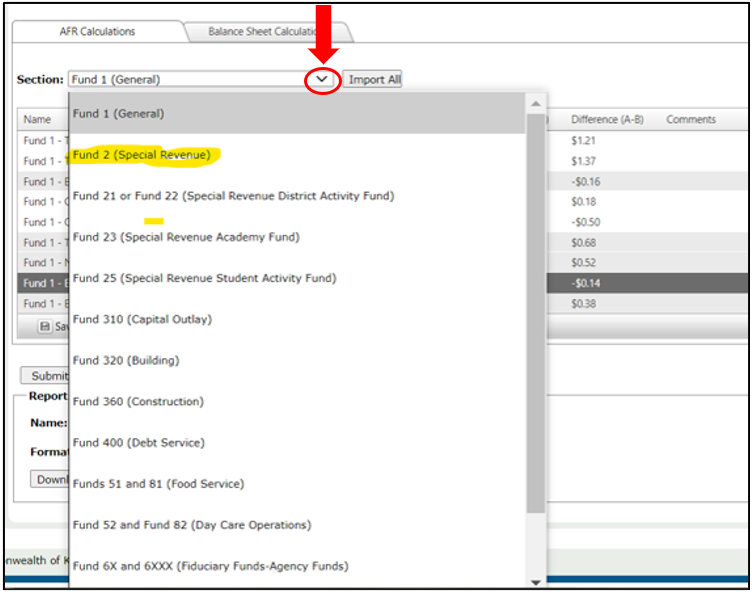 AFR Calculations
Balance Sheet Calculatio
Section: Fund 1 (General) Import All
Name Difference (A-B) Comments
Fund 1 (General)
Fund 1 - T $1.21
Fund 2 (Special Revenue)
Fund 1 - $1.37
Fund 1 - E -$0.16
Fund 21 or Fund 22 (Special Revenue District Activity Fund)
Fund 1 - $0.18
Fund 1 - -$0.50
Fund 23 (Special Revenue Academy Fund)
Fund 1 - T $0.68
Fund 1 - N $0.52
Fund 25 (Special Revenue Student Activity Fund)
Fund 1 - E -$0.14
Fund 1 - E $0.38
Fund 310 (Capital Outlay)
Sav
Fund 320 (Building)
Submit
Report
Fund 360 (Construction)
Name:
Fund 400 (Debt Service)
Format
Downl
Funds 51 and 81 (Food Service)
Fund 52 and Fund 82 (Day Care Operations)
nwealth of K
Fund 6X and 6XXX (Fiduciary Funds-Agency Funds)